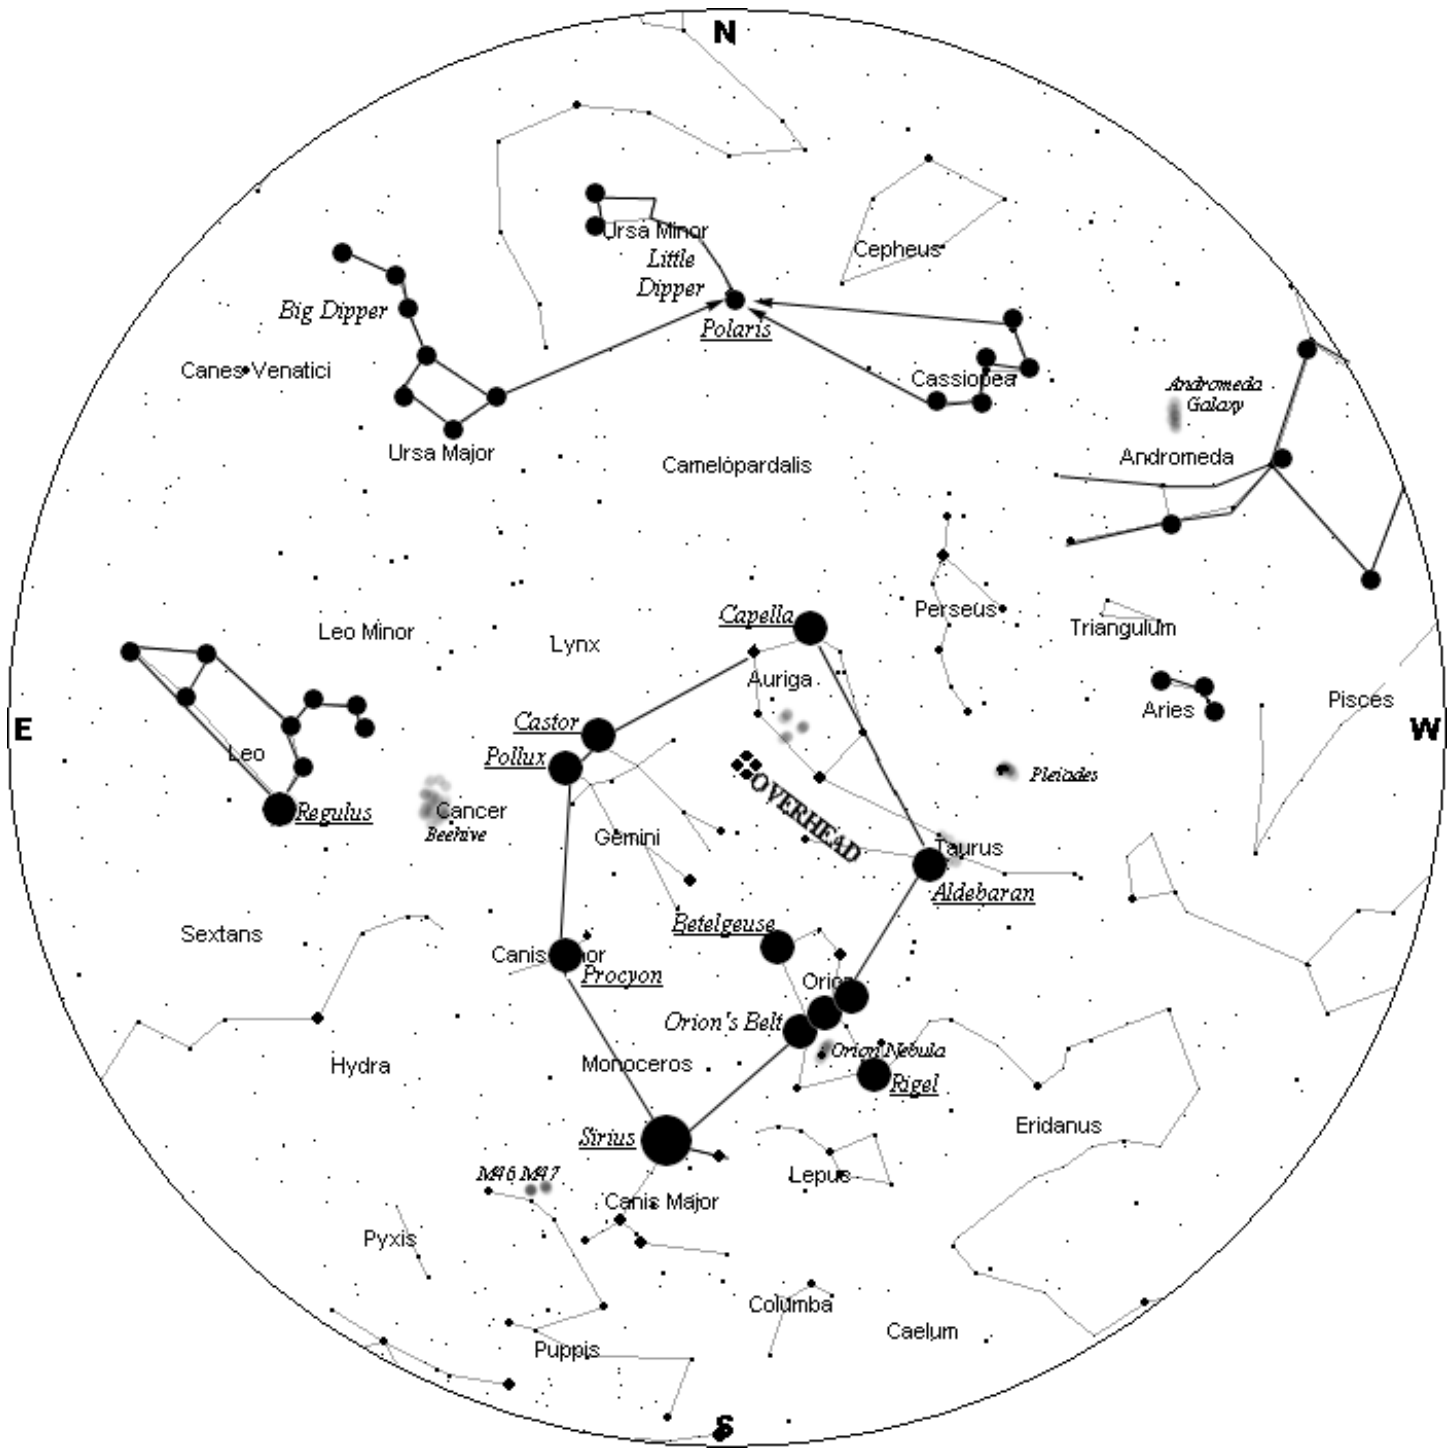 N
Ursa Minor
Little
Dipper
Cepheus
Big Dipper
Polaris
Canes Venatici
Cassiopea
Andromeda
Galaxy
Ursa Major
Camelopardalis
Andromeda
Capella
Perseus
Leo Minor
Lynx
Triangulum
Auriga
Pisces
Aries
Castor
E
W
Leo
Pollux
Pleiades
OVERHEAD
Regulus
Cancer
Beehive
Gemini
Taurus
Aldebaran
Betelgeuse
Sextans
Canis
Procyon
Orion
Orion's Belt
Orion Nebula
Hydra
Monoceros
Rigel
Eridanus
Sirius
M46 M47
Lepus
Canis Major
Pyxis
Columba
Caelum
Puppis
S